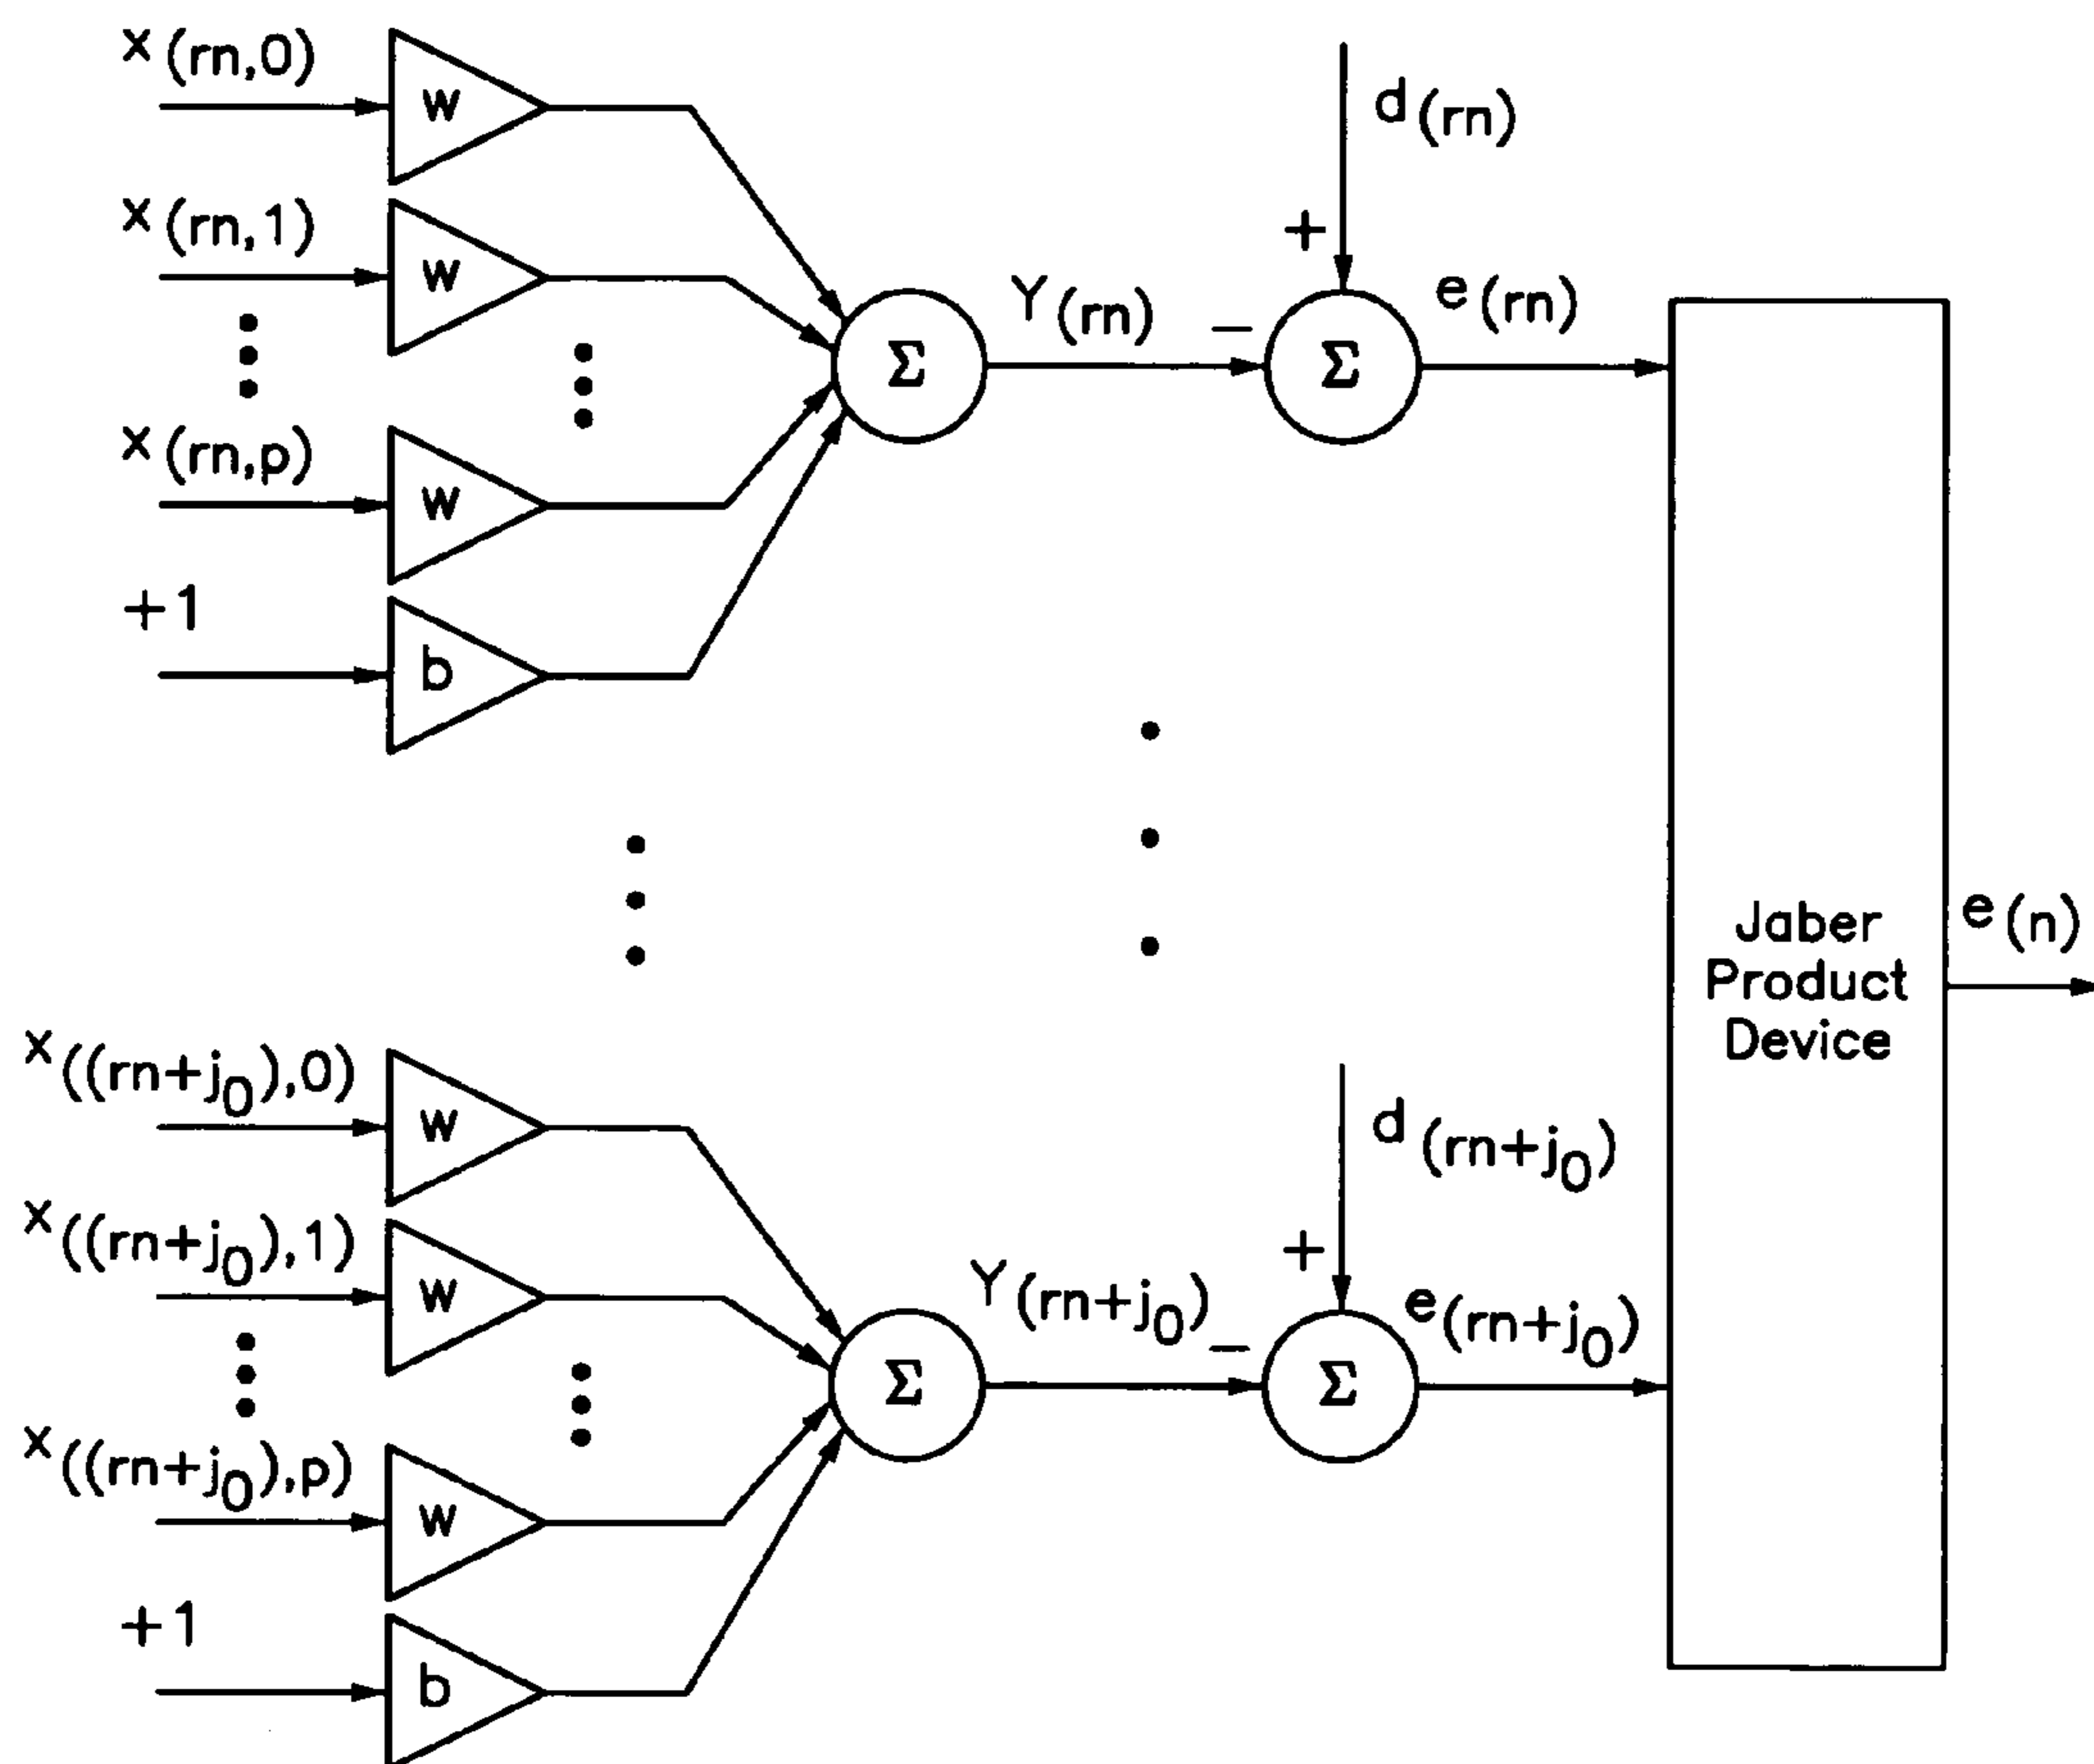 x(rn,0)
w
d(rn)
x(rn,1)
w
+
Y(rn)
−
e(rn)
Σ
Σ
x(rn,p)
w
+1
b
Jaber
Product
Device
e(n)
x((rn+j0),0)
w
d(rn+j0)
x((rn+j0),1)
w
+
Y(rn+j0)
−
e(rn+j0)
Σ
Σ
x((rn+j0),p)
w
+1
b